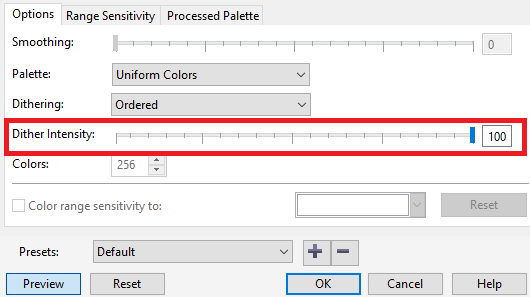 Options Range Sensitivity Processed Palette
Smoothing: 0
Palette: Uniform Colors
Dithering: Ordered
Dither Intensity: 100
Colors: 256
Color range sensitivity to: Reset
Presets: Default
Preview Reset OK Cancel Help